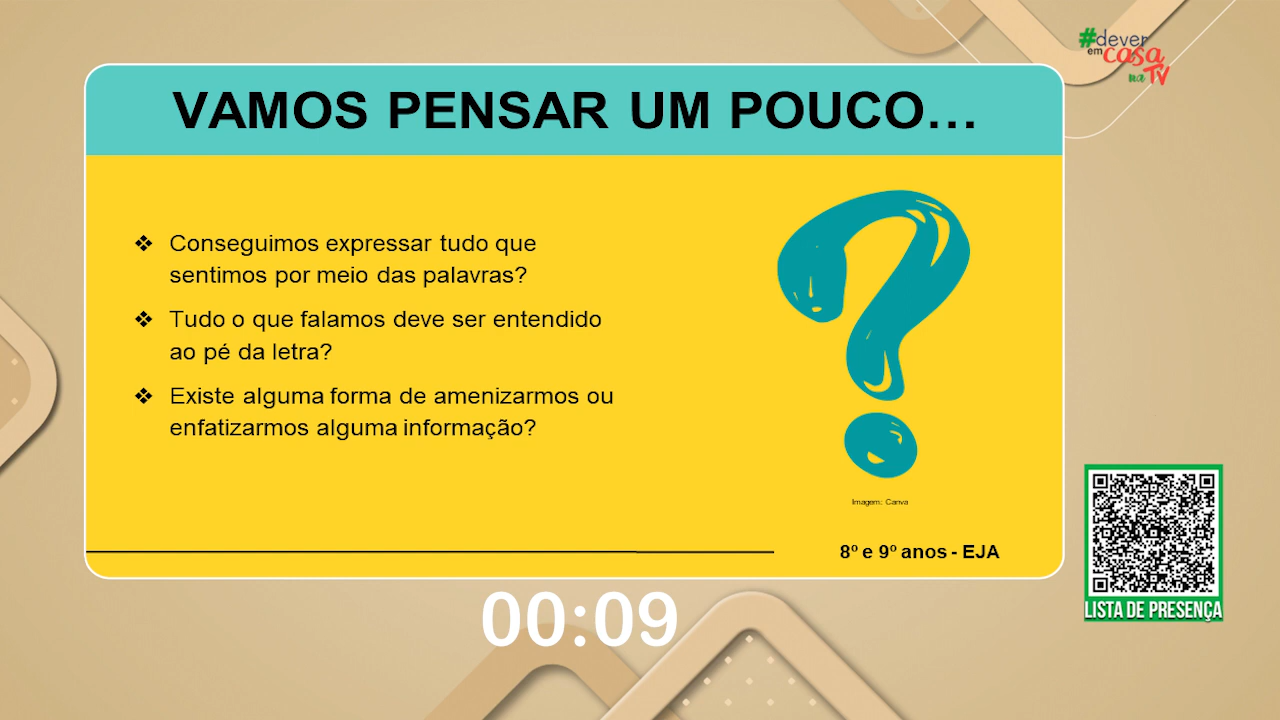 #dever
em casa
na TV
VAMOS PENSAR UM POUCO...
❖ Conseguimos expressar tudo que
sentimos por meio das palavras?
❖ Tudo o que falamos deve ser entendido
ao pé da letra?
❖ Existe alguma forma de amenizarmos ou
enfatizarmos alguma informação?
Imagem: Canva
8º e 9º anos - EJA
00:09
LISTA DE PRESENÇA